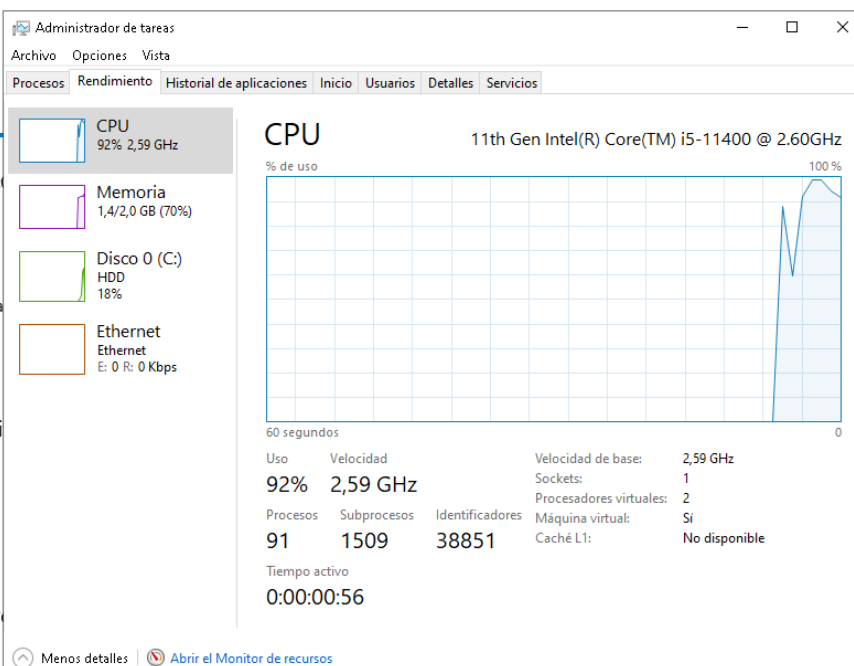 Administrador de tareas
Archivo Opciones Vista
Procesos Rendimiento Historial de aplicaciones Inicio Usuarios Detalles Servicios
CPU
92% 2,59 GHz
Memoria
1,4/2,0 GB (70%)
Disco 0 (C:)
HDD
18%
Ethernet
Ethernet
E: 0 R: 0 Kbps
CPU
11th Gen Intel(R) Core(TM) i5-11400 @ 2.60GHz
% de uso 100 %
60 segundos 0
Uso Velocidad
92% 2,59 GHz
Procesos Subprocesos Identificadores
91 1509 38851
Tiempo activo
0:00:00:56
Velocidad de base: 2,59 GHz
Sockets: 1
Procesadores virtuales: 2
Máquina virtual: Sí
Caché L1: No disponible
Menos detalles Abrir el Monitor de recursos